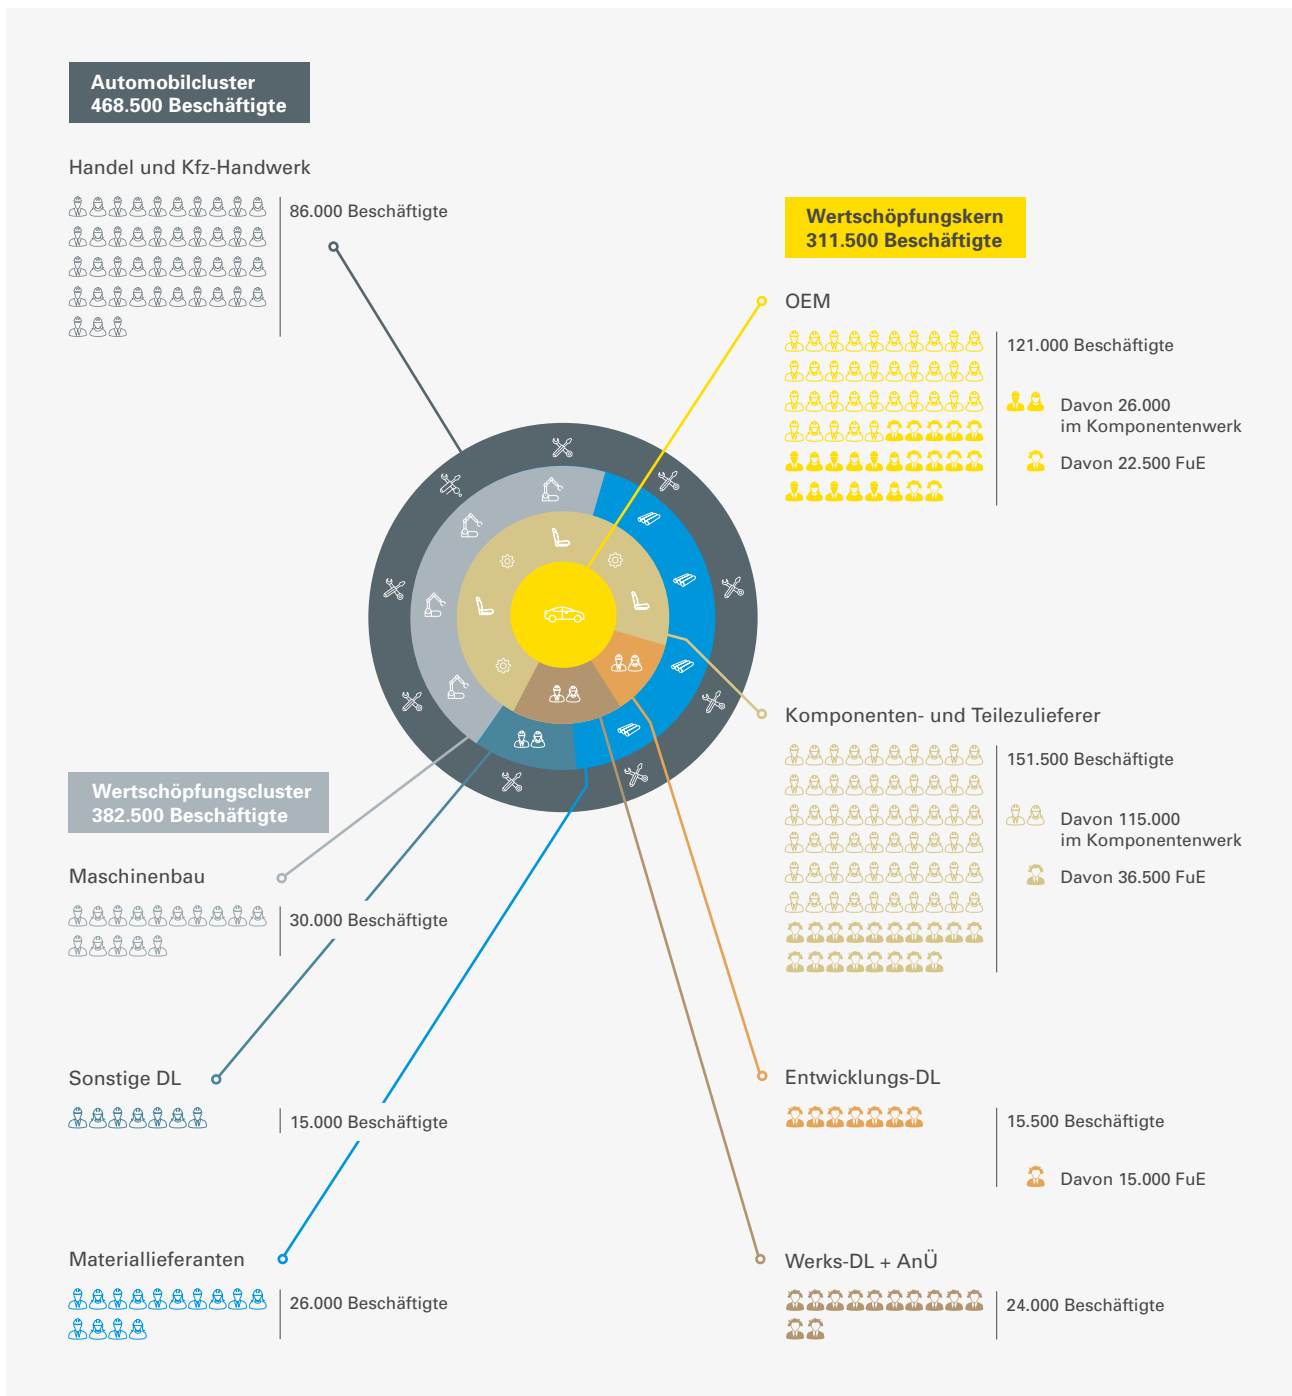 Automobilcluster
468.500 Beschäftigte
Handel und Kfz-Handwerk
86.000 Beschäftigte
Wertschöpfungskern
311.500 Beschäftigte
OEM
121.000 Beschäftigte
Davon 26.000
im Komponentenwerk
Davon 22.500 FuE
Komponenten- und Teilezulieferer
151.500 Beschäftigte
Davon 115.000
im Komponentenwerk
Davon 36.500 FuE
Wertschöpfungscluster
382.500 Beschäftigte
Maschinenbau
30.000 Beschäftigte
Sonstige DL
15.000 Beschäftigte
Entwicklungs-DL
15.500 Beschäftigte
Davon 15.000 FuE
Materiallieferanten
26.000 Beschäftigte
Werks-DL + AnÜ
24.000 Beschäftigte